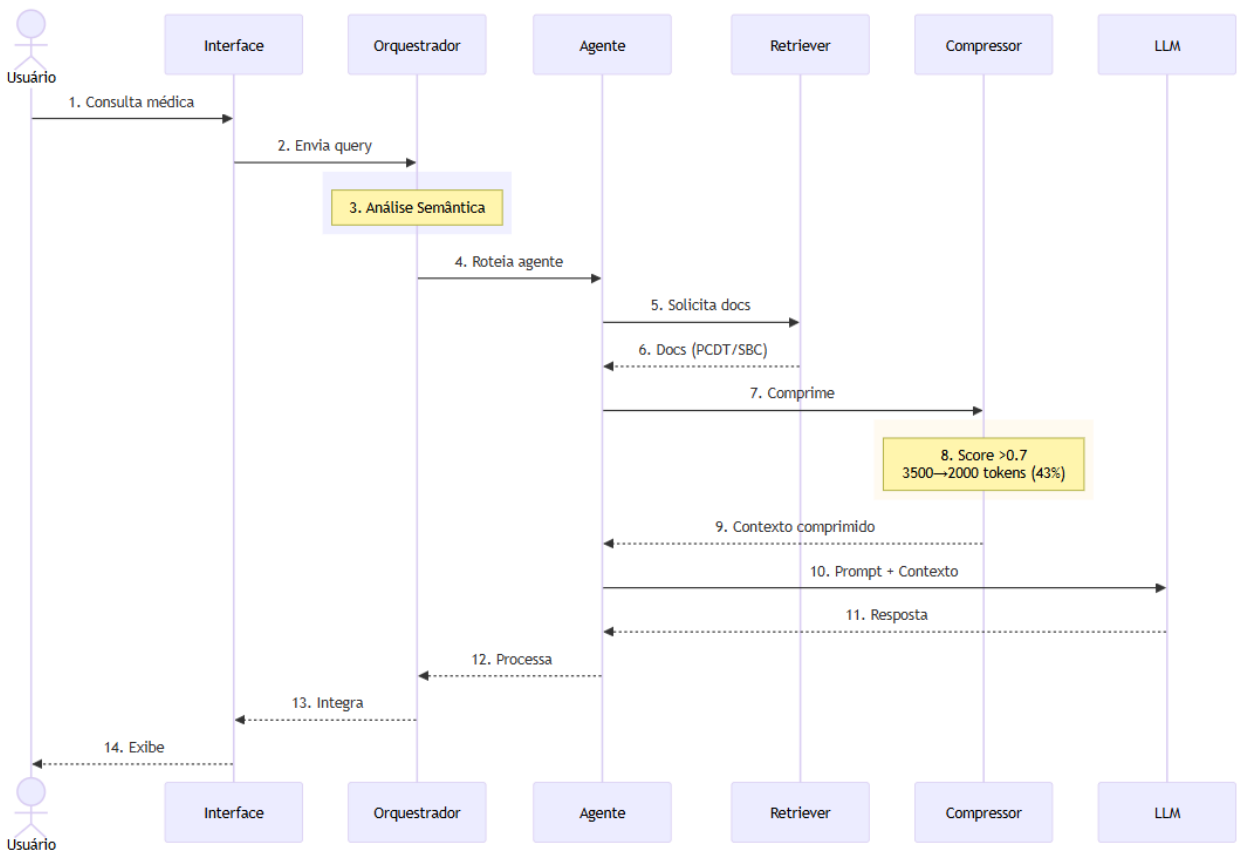 Usuário
Interface
Orquestrador
Agente
Retriever
Compressor
LLM
1. Consulta médica
2. Envia query
3. Análise Semântica
4. Roteia agente
5. Solicita docs
6. Docs (PCDT/SBC)
7. Comprime
8. Score >0.7
3500→2000 tokens (43%)
9. Contexto comprimido
10. Prompt + Contexto
11. Resposta
12. Processa
13. Integra
14. Exibe
Usuário
Interface
Orquestrador
Agente
Retriever
Compressor
LLM